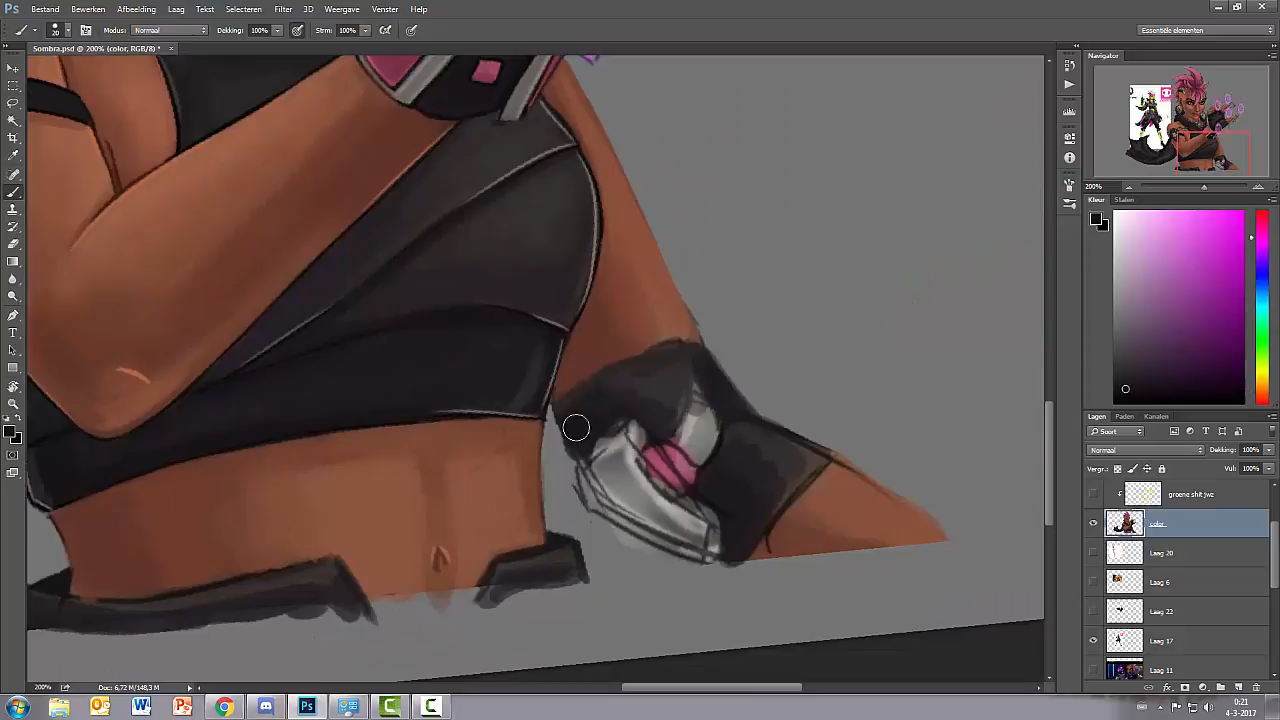 Ps Bestand Bewerken Afbeelding Laag Tekst Selecteren Filter 3D Weergave Venster Help
20 Modus: Normaal Dekking: 100% Strm: 100% Essentiële elementen
Sombra.psd @ 200% (color, RGB/8) * ×
Navigator
200%
Kleur Stalen
Lagen Paden Kanalen
Soort
Normaal Dekking: 100%
Vergr.: Vul: 100%
groene shit jwz
color
Laag 20
Laag 6
Laag 22
Laag 17
Laag 11
200% Doc: 6,72 M/148,3 M
0:21
4-3-2017